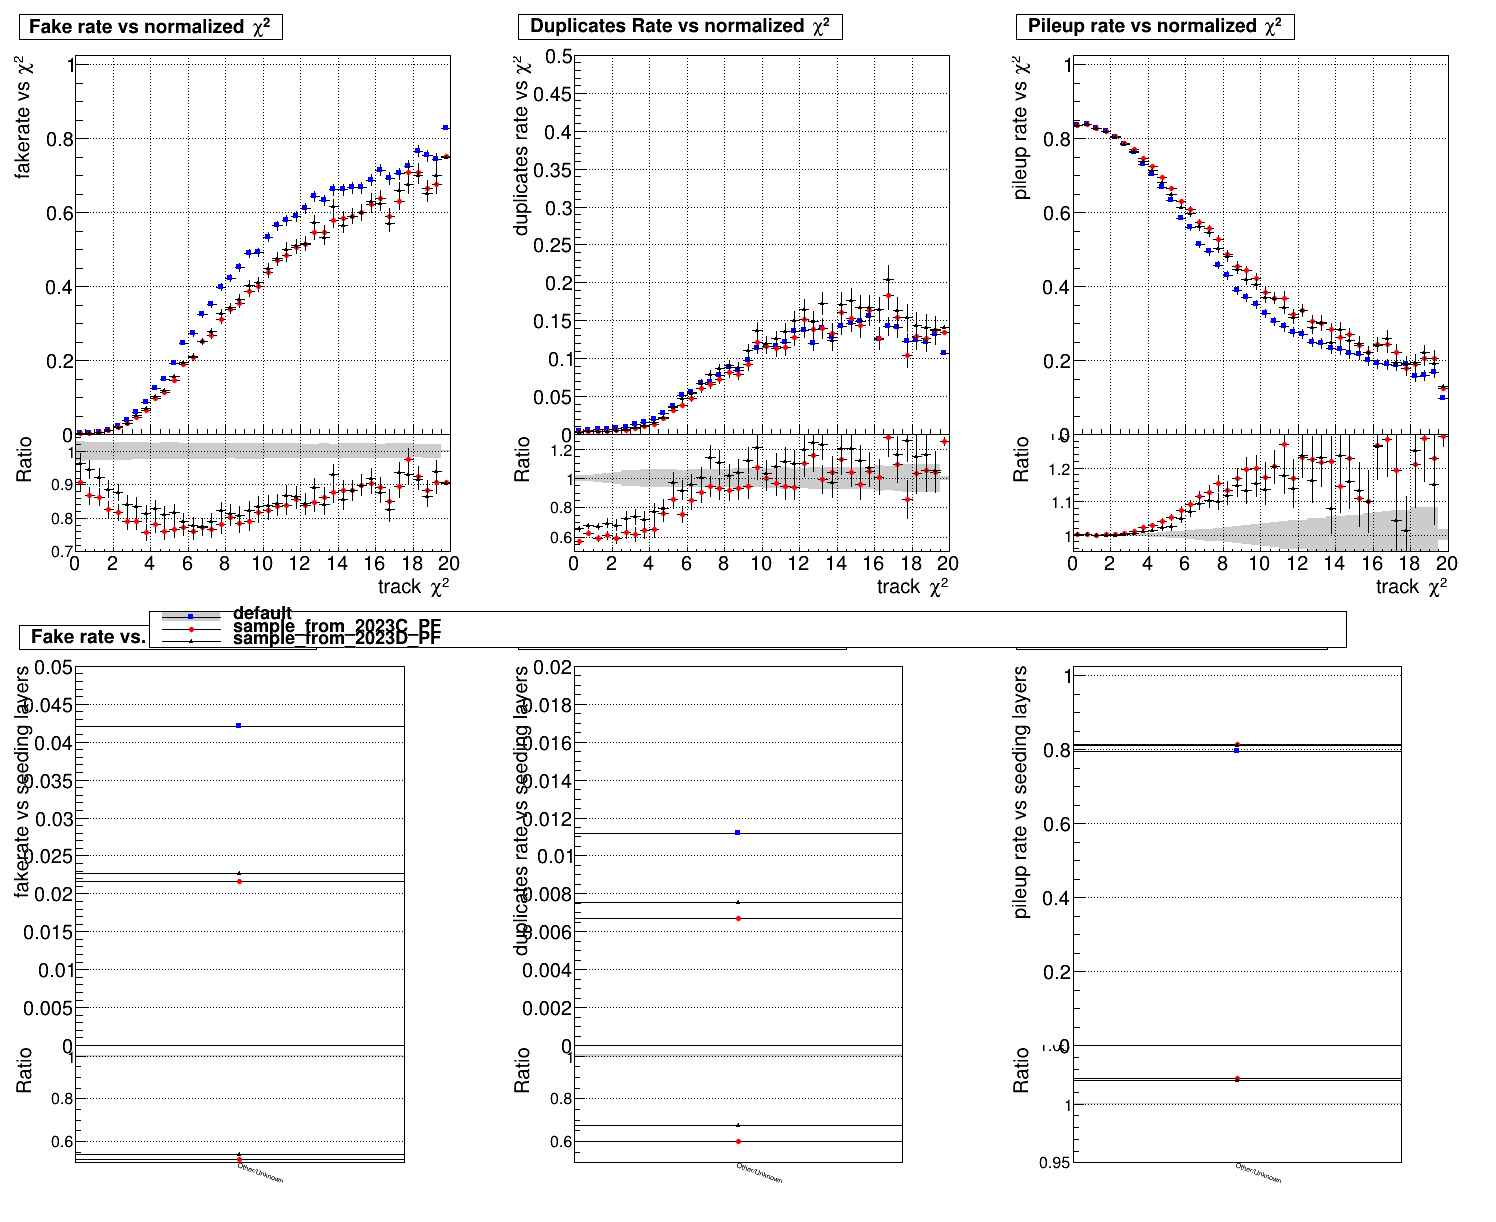 Fake rate vs normalized χ²
Duplicates Rate vs normalized χ²
Pileup rate vs normalized χ²
fakerate vs χ²
1
0.8
0.6
0.4
0.2
0
Ratio
1
0.9
0.8
0.7
0 2 4 6 8 10 12 14 16 18 20
track χ²
duplicates rate vs χ²
0.5
0.45
0.4
0.35
0.3
0.25
0.2
0.15
0.1
0.05
0
Ratio
1.2
1
0.8
0.6
0 2 4 6 8 10 12 14 16 18 20
track χ²
pileup rate vs χ²
1
0.8
0.6
0.4
0.2
0
Ratio
1.2
1.1
1
0 2 4 6 8 10 12 14 16 18 20
track χ²
default
sample_from_2023C_PF
sample_from_2023D_PF
Fake rate vs.
fakerate vs seeding layers
0.05
0.045
0.04
0.035
0.03
0.025
0.02
0.015
0.01
0.005
0
Ratio
1
0.8
0.6
Other/Unknown
duplicates rate vs seeding layers
0.02
0.018
0.016
0.014
0.012
0.01
0.008
0.006
0.004
0.002
0
Ratio
1
0.8
0.6
Other/Unknown
pileup rate vs seeding layers
1
0.8
0.6
0.4
0.2
0
Ratio
1
0.95
Other/Unknown